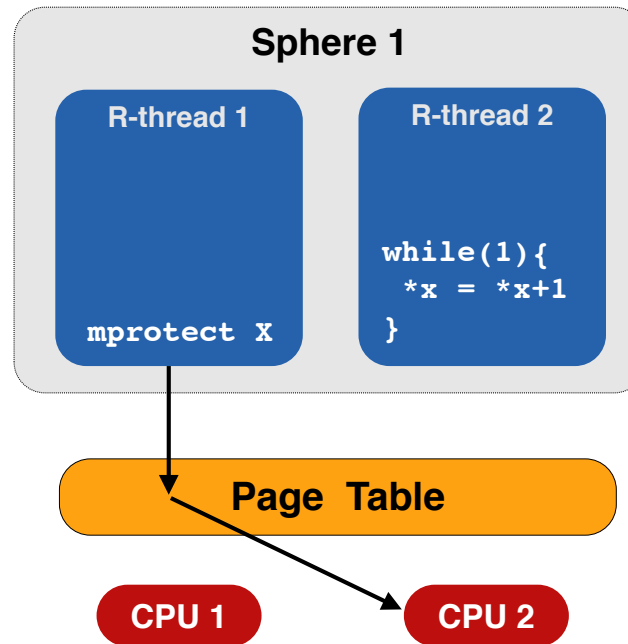 Sphere 1
R-thread 1
mprotect X
R-thread 2
while(1){
 *x = *x+1
}
Page Table
CPU 1
CPU 2